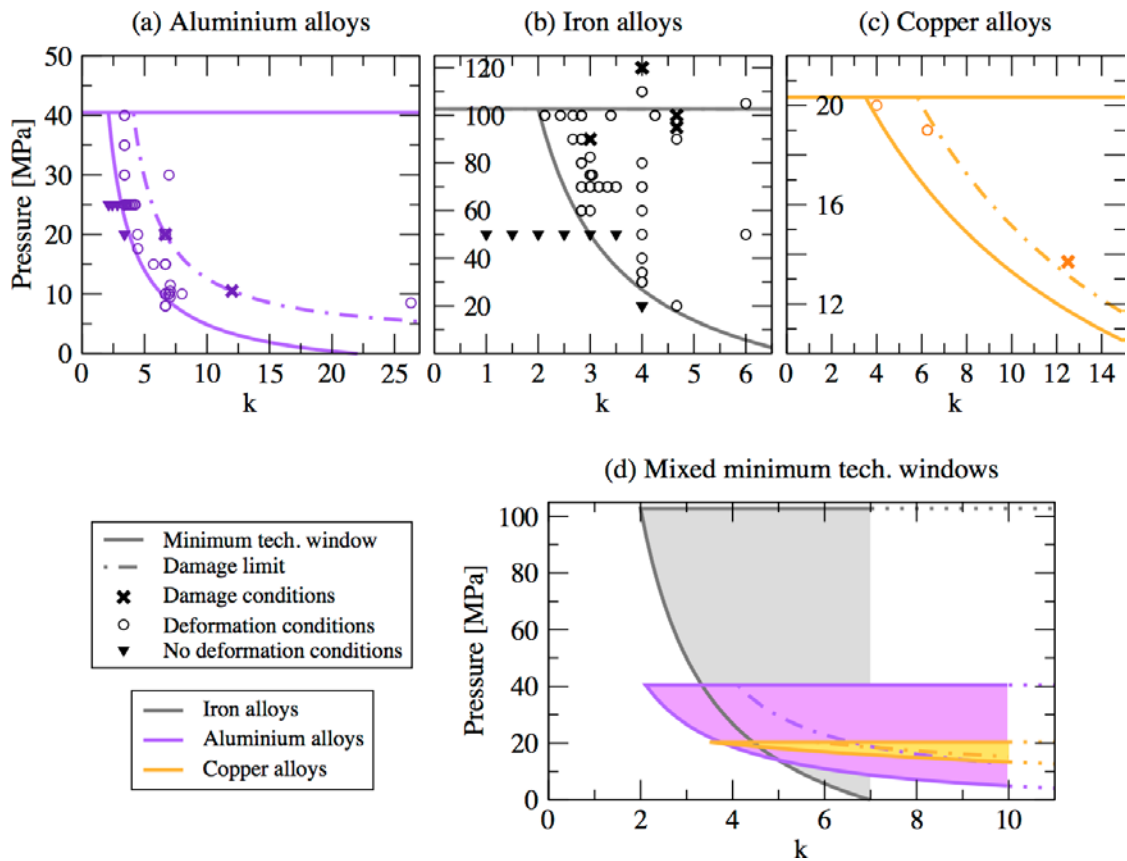 (a) Aluminium alloys
(b) Iron alloys
(c) Copper alloys
Pressure [MPa]
50
40
30
20
10
0
0 5 10 15 20 25
k
120
100
80
60
40
20
0 1 2 3 4 5 6
k
20
16
12
0 2 4 6 8 10 12 14
k
(d) Mixed minimum tech. windows
Minimum tech. window
Damage limit
Damage conditions
Deformation conditions
No deformation conditions
Iron alloys
Aluminium alloys
Copper alloys
Pressure [MPa]
100
80
60
40
20
0
0 2 4 6 8 10
k